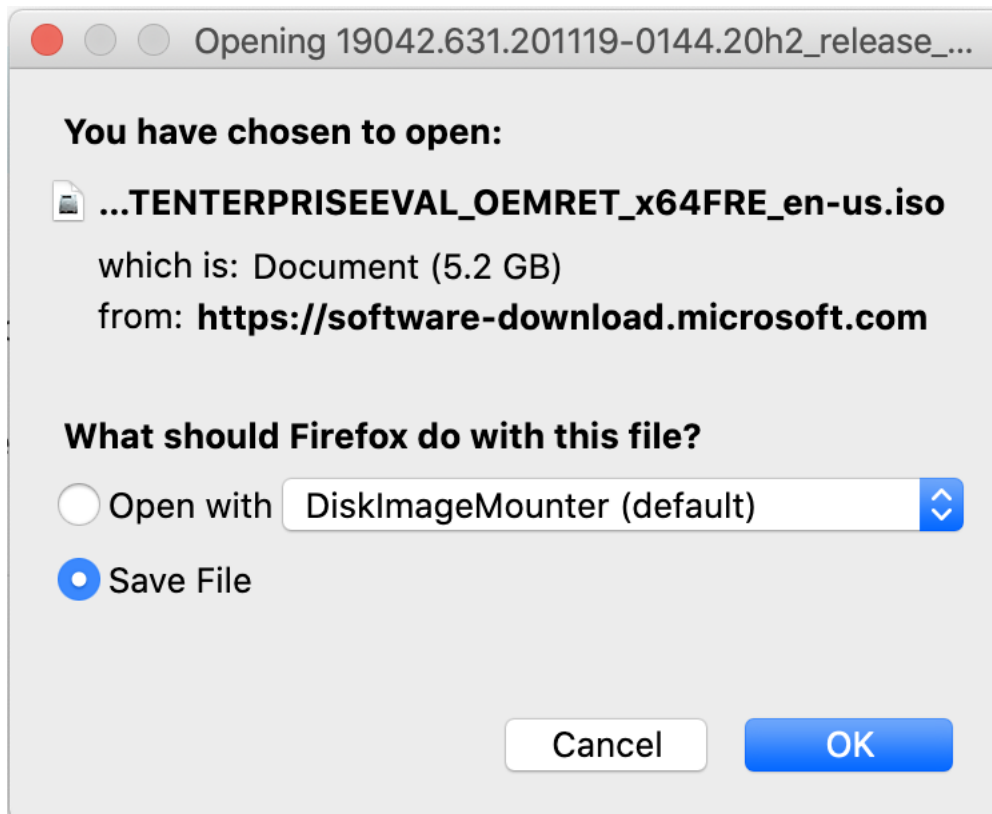 Opening 19042.631.201119-0144.20h2_release_...
You have chosen to open:
...TENTERPRISEEVAL_OEMRET_x64FRE_en-us.iso
which is: Document (5.2 GB)
from: https://software-download.microsoft.com
What should Firefox do with this file?
Open with DiskImageMounter (default)
Save File
Cancel OK